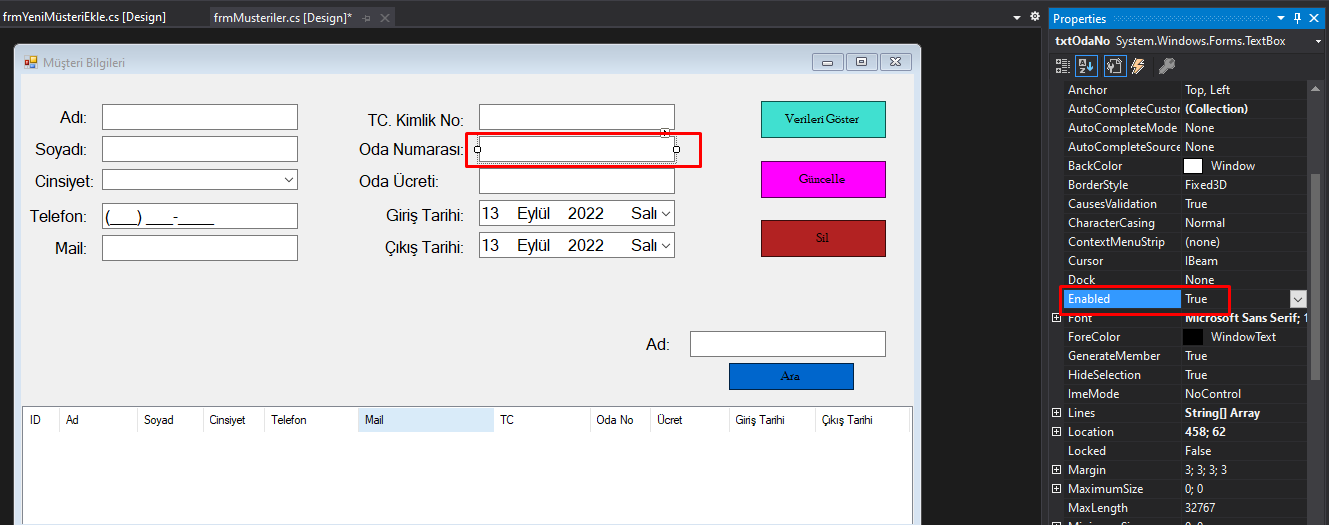 frmYeniMüsteriEkle.cs [Design]
frmMusteriler.cs [Design]*
Müşteri Bilgileri
Adı:
TC. Kimlik No:
Verileri Göster
Soyadı:
Oda Numarası:
Cinsiyet:
Oda Ücreti:
Güncelle
Telefon:
(___) ___-____
Giriş Tarihi:
13 Eylül 2022 Salı
Sil
Mail:
Çıkış Tarihi:
13 Eylül 2022 Salı
Ad:
Ara
ID Ad Soyad Cinsiyet Telefon Mail TC Oda No Ücret Giriş Tarihi Çıkış Tarihi
Properties
txtOdaNo System.Windows.Forms.TextBox
Anchor Top, Left
AutoCompleteCustor (Collection)
AutoCompleteMode None
AutoCompleteSource None
BackColor Window
BorderStyle Fixed3D
CausesValidation True
CharacterCasing Normal
ContextMenuStrip (none)
Cursor IBeam
Dock None
Enabled True
Font Microsoft Sans Serif; 1
ForeColor WindowText
GenerateMember True
HideSelection True
ImeMode NoControl
Lines String[] Array
Location 458; 62
Locked False
Margin 3; 3; 3; 3
MaximumSize 0; 0
MaxLength 32767